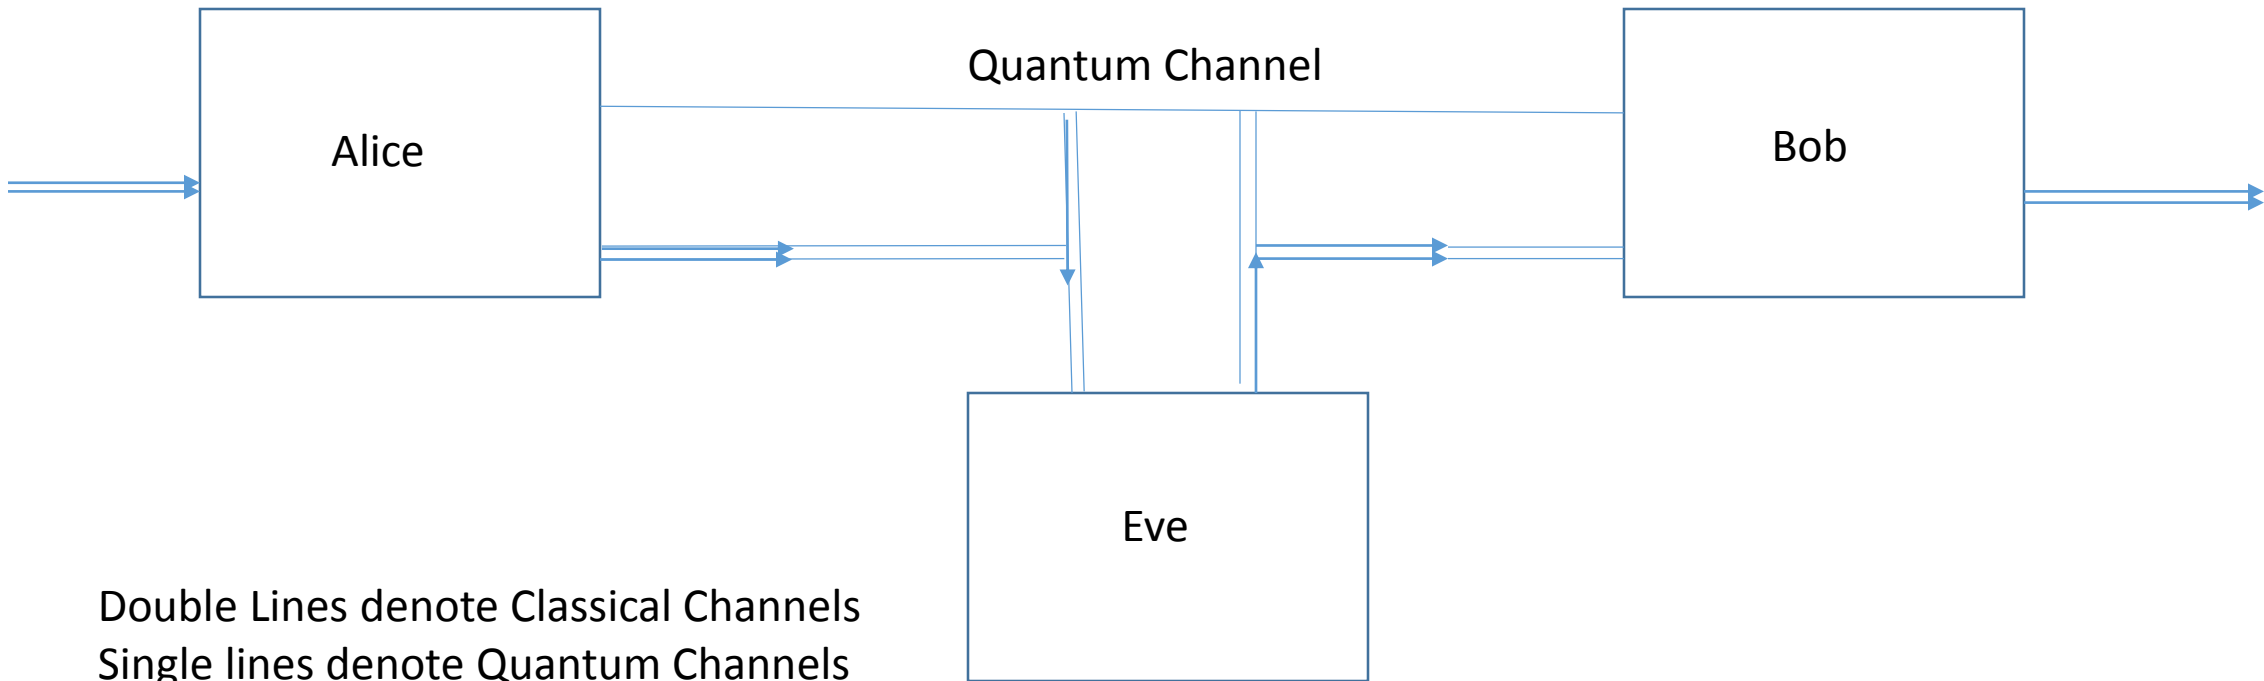 Quantum Channel
Alice
Bob
Eve
Double Lines denote Classical Channels
Single lines denote Quantum Channels